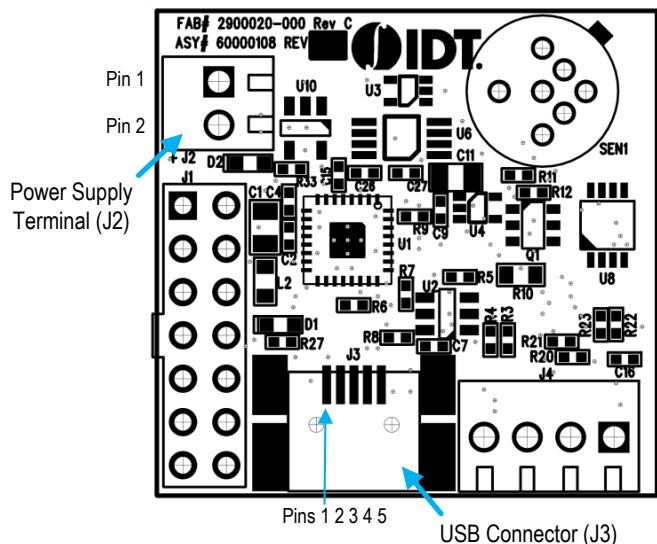 FAB# 2900020-000 Rev C
ASY# 60000108 REV
IDT.
Pin 1
Pin 2
Power Supply
Terminal (J2)
U10
U3
U6
SEN1
+ J2
D2
R33
C15
C26
C27
C11
R11
R12
J1
C1
C4
C2
U1
R9
C9
U4
Q1
U8
L2
R7
R5
R10
R6
U2
D1
R27
R8
C7
R4
R3
R21
R20
R23
R22
C16
J3
J4
Pins 1 2 3 4 5
USB Connector (J3)